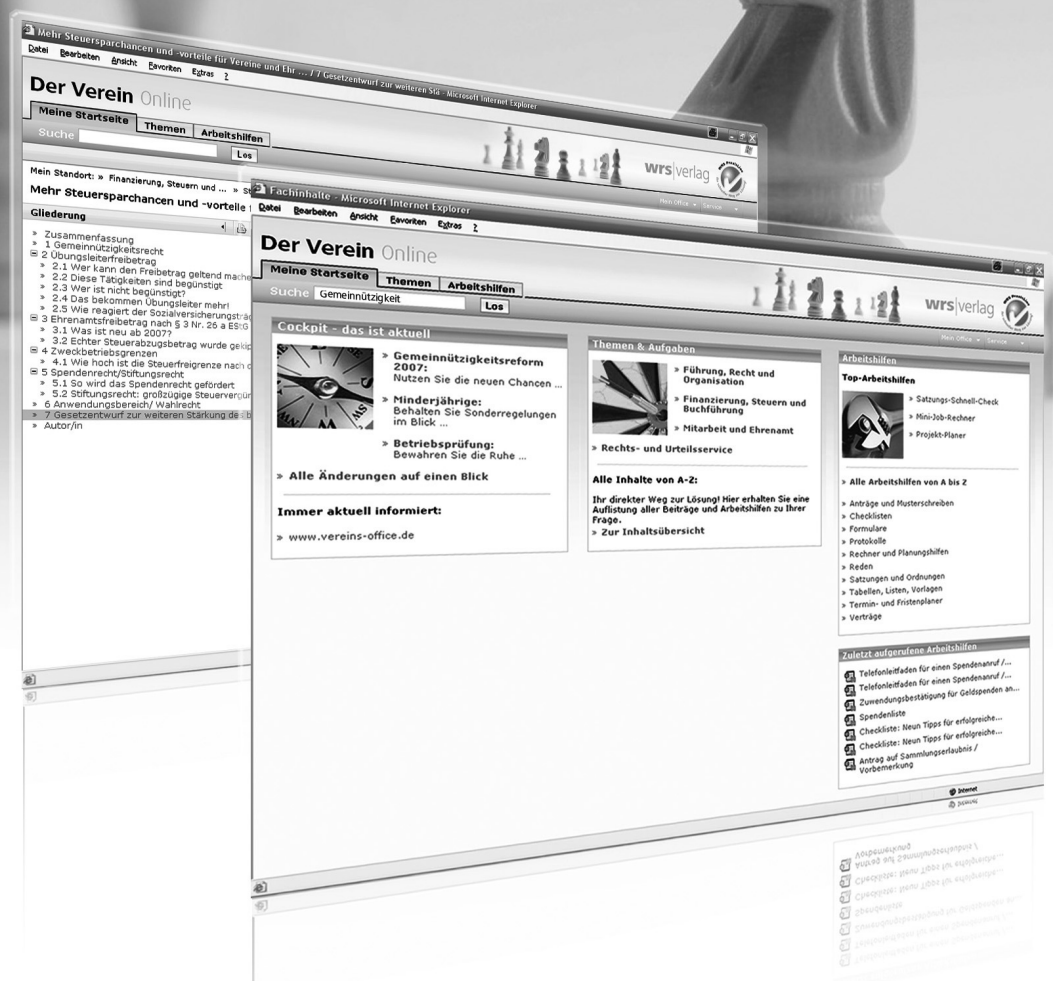 Mehr Steuersparchancen und -vorteile für Vereine und Ehr ... / 7 Gesetzentwurf zur weiteren Stä - Microsoft Internet Explorer
Datei Bearbeiten Ansicht Favoriten Extras ?
Der Verein Online
Meine Startseite Themen Arbeitshilfen
Suche Los
wrs|verlag
Mein Office Service
Mein Standort: » Finanzierung, Steuern und ... » St
Mehr Steuersparchancen und -vorteile
Gliederung
» Zusammenfassung
» 1 Gemeinnützigkeitsrecht
2 Übungsleiterfreibetrag
» 2.1 Wer kann den Freibetrag geltend mache
» 2.2 Diese Tätigkeiten sind begünstigt
» 2.3 Wer ist nicht begünstigt?
» 2.4 Das bekommen Übungsleiter mehr!
» 2.5 Wie reagiert der Sozialversicherungsträg
3 Ehrenamtsfreibetrag nach § 3 Nr. 26 a EStG
» 3.1 Was ist neu ab 2007?
» 3.2 Echter Steuerabzugsbetrag wurde gekip
4 Zweckbetriebsgrenzen
» 4.1 Wie hoch ist die Steuerfreigrenze nach d
5 Spendenrecht/Stiftungsrecht
» 5.1 So wird das Spendenrecht gefördert
» 5.2 Stiftungsrecht: großzügige Steuervergün
» 6 Anwendungsbereich/ Wahlrecht
» 7 Gesetzentwurf zur weiteren Stärkung des b
» Autor/in
Fachinhalte - Microsoft Internet Explorer
Datei Bearbeiten Ansicht Favoriten Extras ?
Der Verein Online
Meine Startseite Themen Arbeitshilfen
Suche Gemeinnützigkeit Los
wrs|verlag
Mein Office Service
Cockpit - das ist aktuell
» Gemeinnützigkeitsreform
2007:
Nutzen Sie die neuen Chancen ...
» Minderjährige:
Behalten Sie Sonderregelungen
im Blick ...
» Betriebsprüfung:
Bewahren Sie die Ruhe ...
» Alle Änderungen auf einen Blick
Immer aktuell informiert:
» www.vereins-office.de
Themen & Aufgaben
» Führung, Recht und
Organisation
» Finanzierung, Steuern und
Buchführung
» Mitarbeit und Ehrenamt
» Rechts- und Urteilsservice
Alle Inhalte von A-Z:
Ihr direkter Weg zur Lösung! Hier erhalten Sie eine
Auflistung aller Beiträge und Arbeitshilfen zu Ihrer
Frage.
» Zur Inhaltsübersicht
Arbeitshilfen
Top-Arbeitshilfen
» Satzungs-Schnell-Check
» Mini-Job-Rechner
» Projekt-Planer
» Alle Arbeitshilfen von A bis Z
» Anträge und Musterschreiben
» Checklisten
» Formulare
» Protokolle
» Rechner und Planungshilfen
» Reden
» Satzungen und Ordnungen
» Tabellen, Listen, Vorlagen
» Termin- und Fristenplaner
» Verträge
Zuletzt aufgerufene Arbeitshilfen
Telefonleitfaden für einen Spendenanruf /...
Telefonleitfaden für einen Spendenanruf /...
Zuwendungsbestätigung für Geldspenden an...
Spendenliste
Checkliste: Neun Tipps für erfolgreiche...
Checkliste: Neun Tipps für erfolgreiche...
Antrag auf Sammlungserlaubnis /
Vorbemerkung
Internet